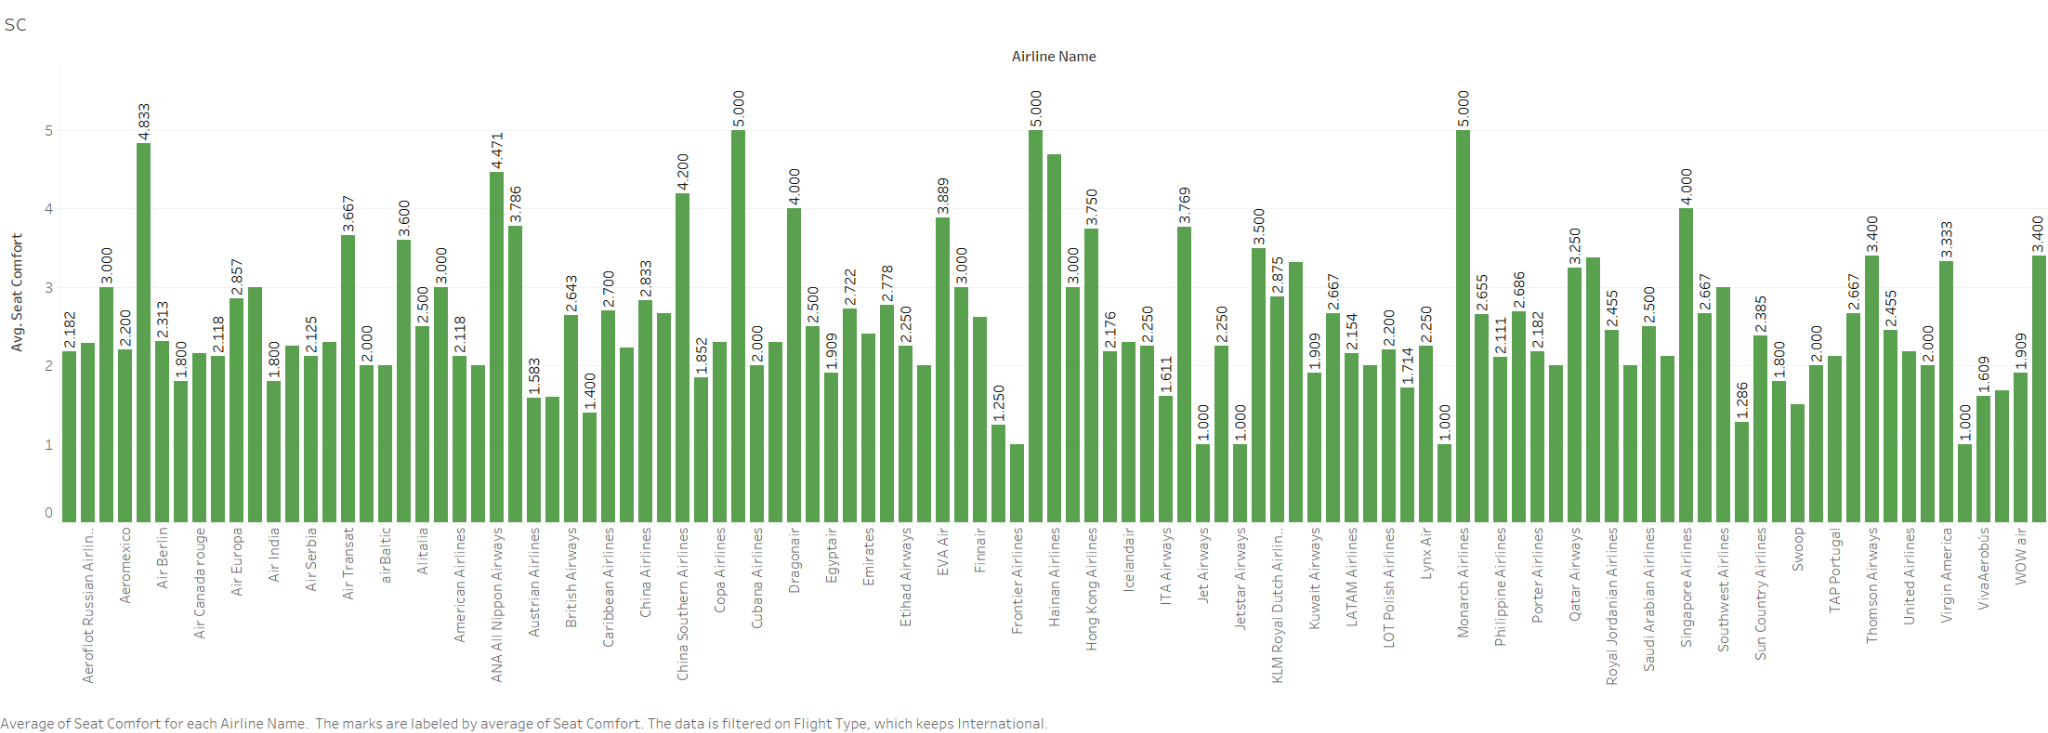 SC
Airline Name
Avg. Seat Comfort
5
4
3
2
1
0
2.182
3.000
2.200
4.833
2.313
1.800
2.118
2.857
1.800
2.125
3.667
2.000
3.600
2.500
3.000
2.118
4.471
3.786
1.583
2.643
1.400
2.700
2.833
4.200
1.852
5.000
2.000
4.000
2.500
1.909
2.722
2.778
2.250
3.889
3.000
1.250
5.000
3.000
3.750
2.176
2.250
1.611
3.769
1.000
2.250
1.000
3.500
2.875
1.909
2.667
2.154
2.200
1.714
2.250
1.000
5.000
2.655
2.111
2.686
2.182
3.250
2.455
2.500
4.000
2.667
1.286
2.385
1.800
2.000
2.667
3.400
2.455
2.000
3.333
1.000
1.609
1.909
3.400
Aeroflot Russian Airlin..
Aeromexico
Air Berlin
Air Canada rouge
Air Europa
Air India
Air Serbia
Air Transat
airBaltic
Alitalia
American Airlines
ANA All Nippon Airways
Austrian Airlines
British Airways
Caribbean Airlines
China Airlines
China Southern Airlines
Copa Airlines
Cubana Airlines
Dragonair
Egyptair
Emirates
Etihad Airways
EVA Air
Finnair
Frontier Airlines
Hainan Airlines
Hong Kong Airlines
Icelandair
ITA Airways
Jet Airways
Jetstar Airways
KLM Royal Dutch Airlin..
Kuwait Airways
LATAM Airlines
LOT Polish Airlines
Lynx Air
Monarch Airlines
Philippine Airlines
Porter Airlines
Qatar Airways
Royal Jordanian Airlines
Saudi Arabian Airlines
Singapore Airlines
Southwest Airlines
Sun Country Airlines
Swoop
TAP Portugal
Thomson Airways
United Airlines
Virgin America
VivaAerobús
WOW air
Average of Seat Comfort for each Airline Name.  The marks are labeled by average of Seat Comfort. The data is filtered on Flight Type, which keeps International.